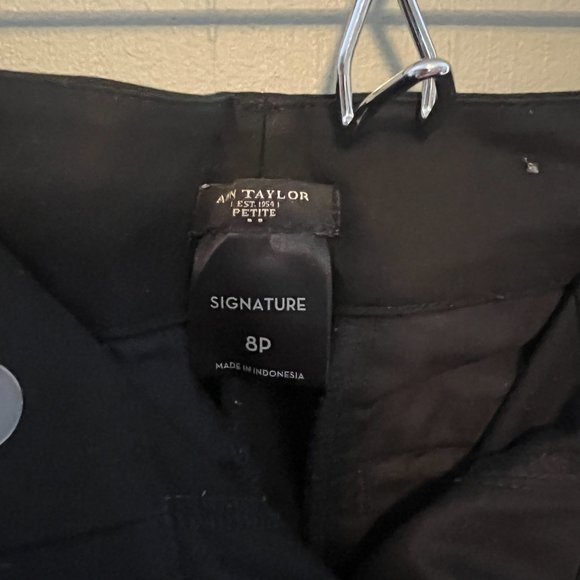 ANN TAYLOR
EST. 1954
PETITE
SIGNATURE
8P
MADE IN INDONESIA